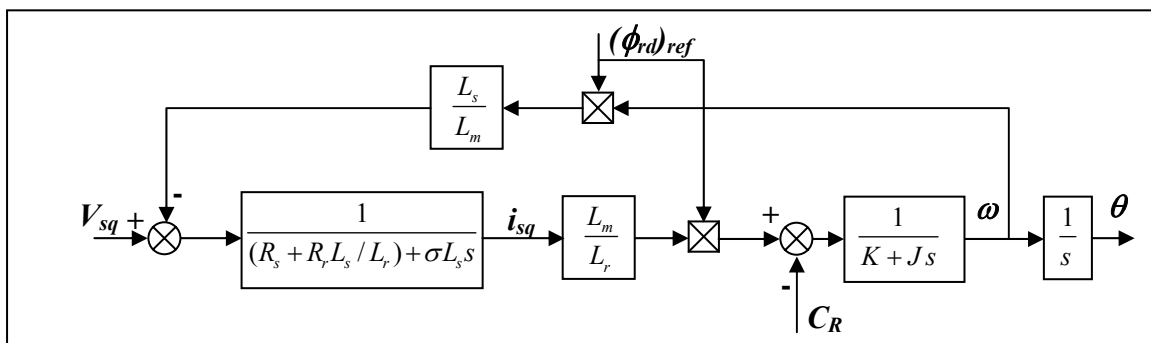 (ϕrd)ref
Ls
Lm
-
Vsq +
1
(Rs + RrLs / Lr) + σLss
isq
Lm
Lr
+
-
CR
1
K + Js
ω
1
s
θ